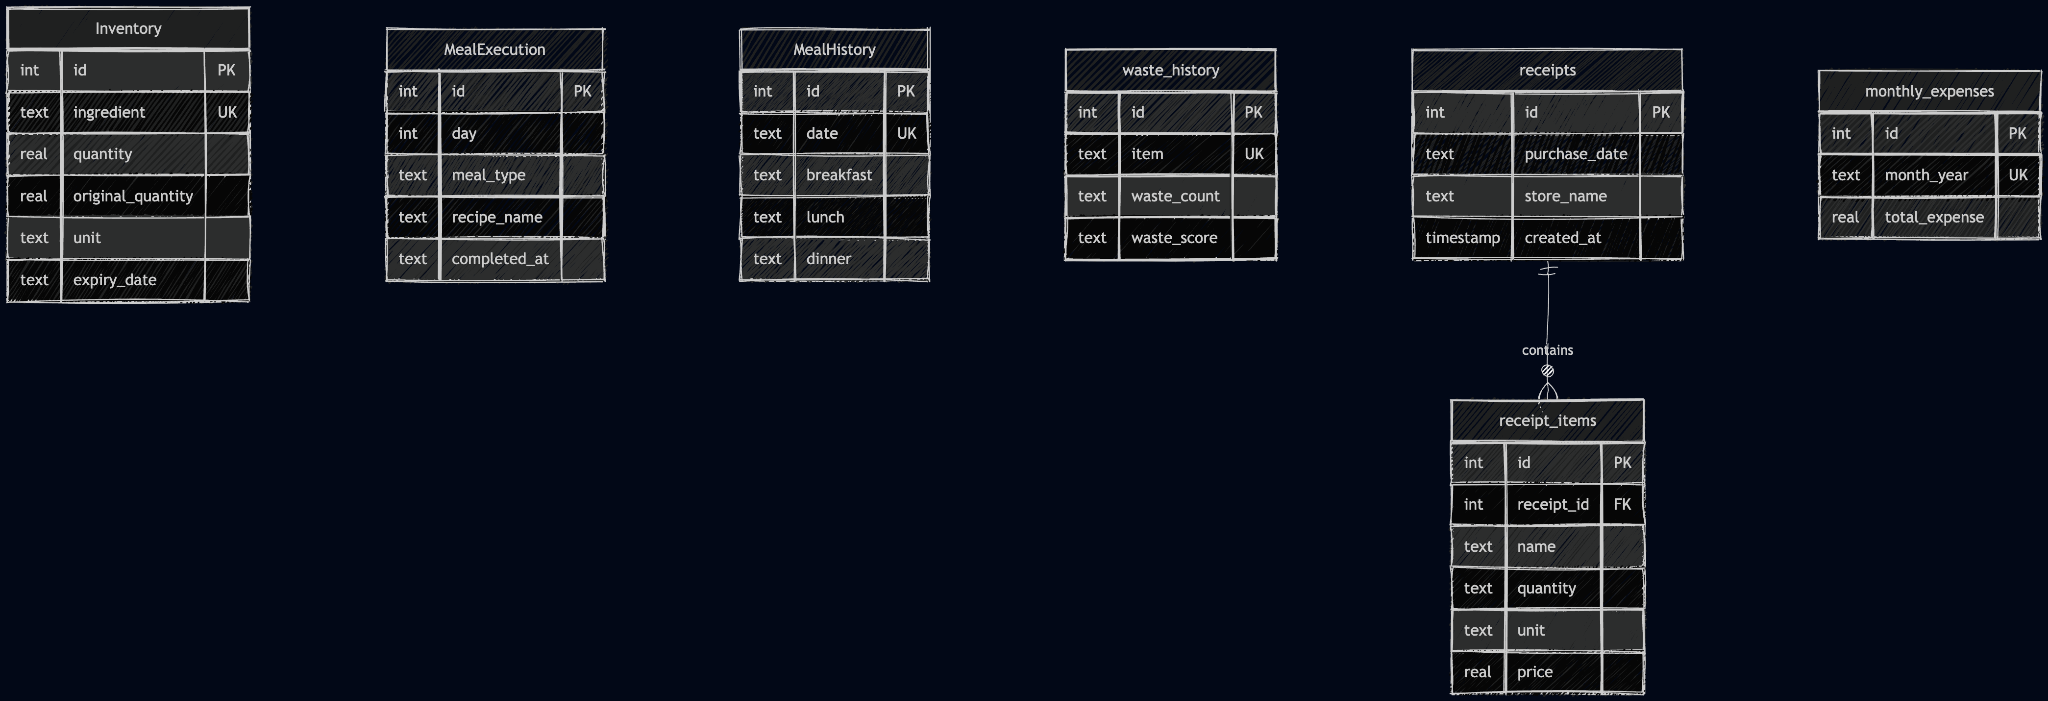 Inventory
int id PK
text ingredient UK
real quantity
real original_quantity
text unit
text expiry_date
MealExecution
int id PK
int day
text meal_type
text recipe_name
text completed_at
MealHistory
int id PK
text date UK
text breakfast
text lunch
text dinner
waste_history
int id PK
text item UK
text waste_count
text waste_score
receipts
int id PK
text purchase_date
text store_name
timestamp created_at
contains
receipt_items
int id PK
int receipt_id FK
text name
text quantity
text unit
real price
monthly_expenses
int id PK
text month_year UK
real total_expense